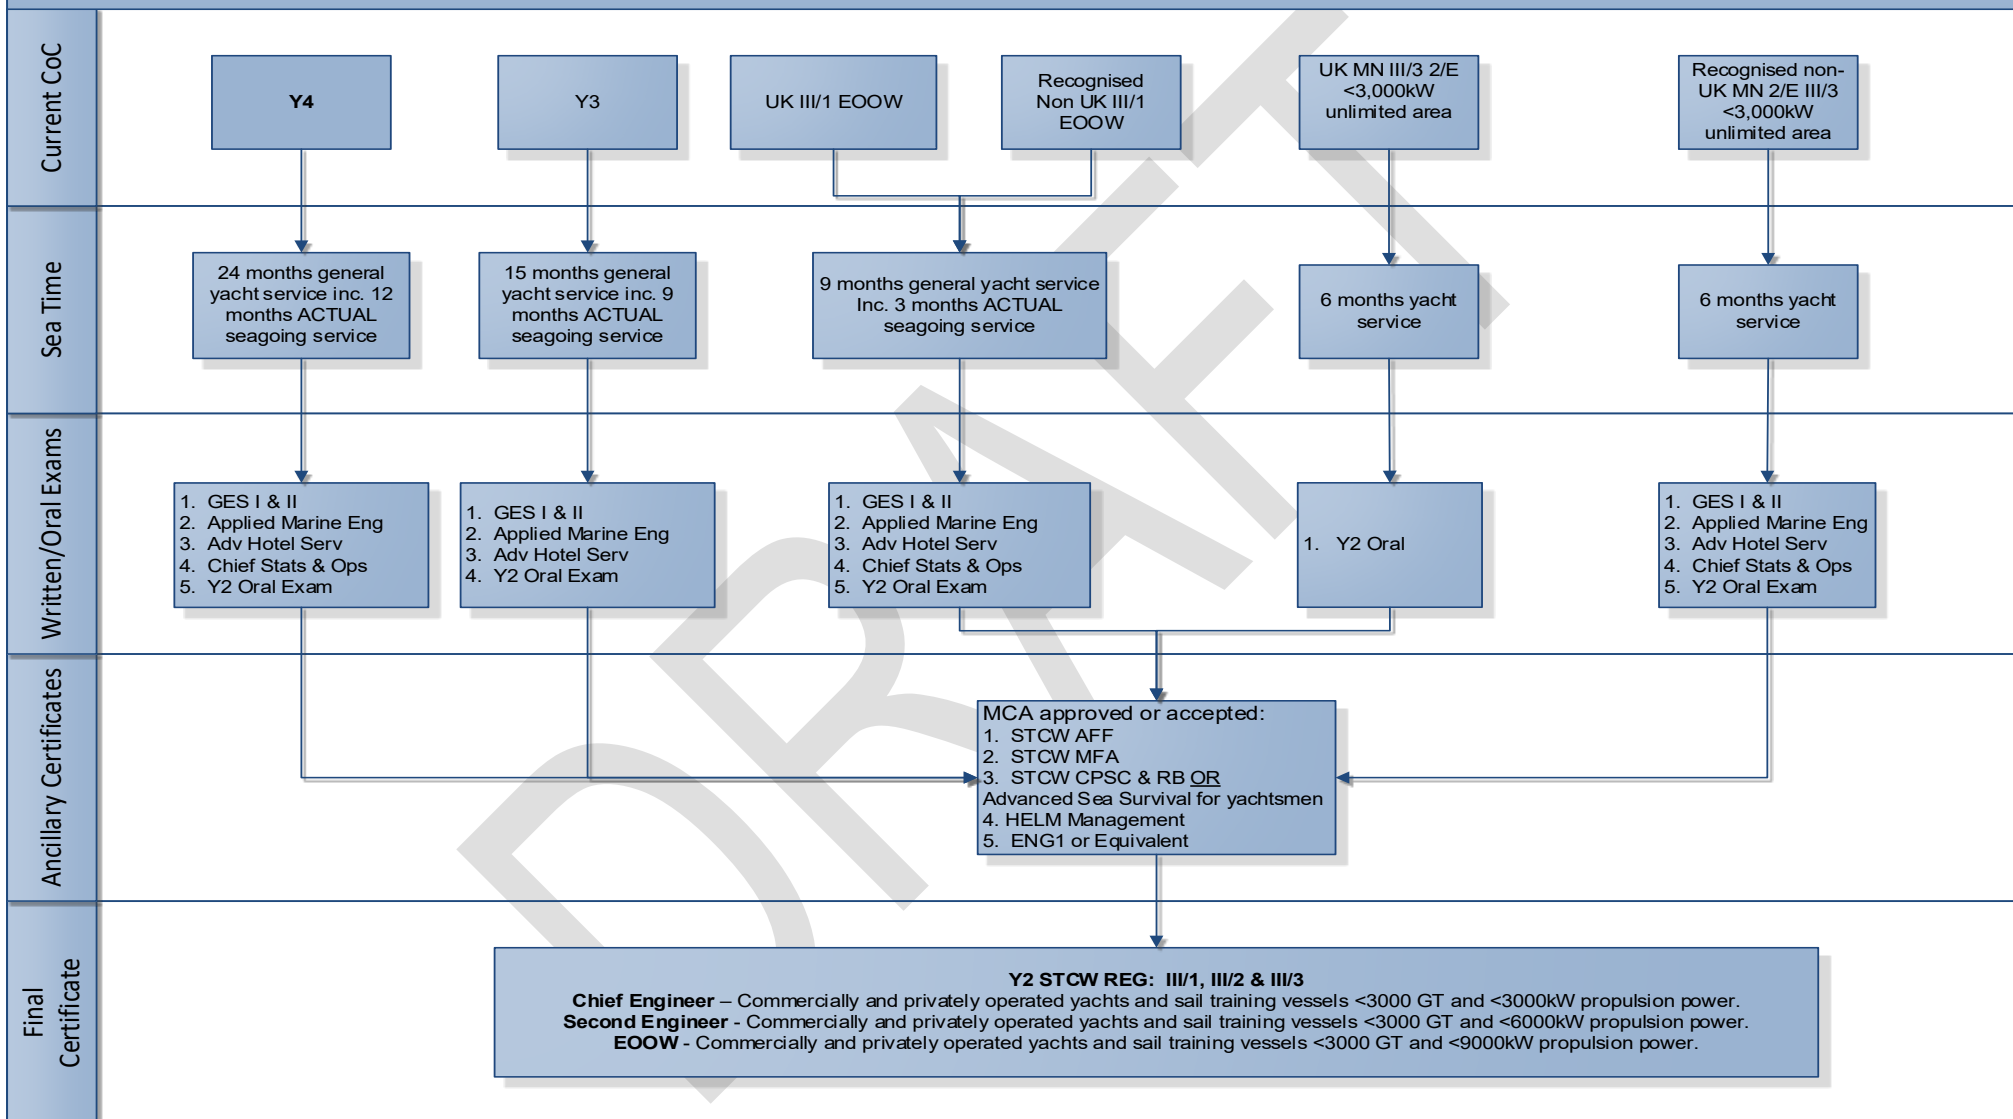 Current CoC
Y4
Y3
UK III/1 EOOW
Recognised
Non UK III/1
EOOW
UK MN III/3 2/E
<3,000kW
unlimited area
Recognised non-
UK MN 2/E III/3
<3,000kW
unlimited area
Sea Time
24 months general
yacht service inc. 12
months ACTUAL
seagoing service
15 months general
yacht service inc. 9
months ACTUAL
seagoing service
9 months general yacht service
Inc. 3 months ACTUAL
seagoing service
6 months yacht
service
6 months yacht
service
Written/Oral Exams
1. GES I & II
2. Applied Marine Eng
3. Adv Hotel Serv
4. Chief Stats & Ops
5. Y2 Oral Exam
1. GES I & II
2. Applied Marine Eng
3. Adv Hotel Serv
4. Y2 Oral Exam
1. GES I & II
2. Applied Marine Eng
3. Adv Hotel Serv
4. Chief Stats & Ops
5. Y2 Oral Exam
1. Y2 Oral
1. GES I & II
2. Applied Marine Eng
3. Adv Hotel Serv
4. Chief Stats & Ops
5. Y2 Oral Exam
Ancillary Certificates
MCA approved or accepted:
1. STCW AFF
2. STCW MFA
3. STCW CPSC & RB OR
Advanced Sea Survival for yachtsmen
4. HELM Management
5. ENG1 or Equivalent
Final
Certificate
Y2 STCW REG: III/1, III/2 & III/3
Chief Engineer – Commercially and privately operated yachts and sail training vessels <3000 GT and <3000kW propulsion power.
Second Engineer - Commercially and privately operated yachts and sail training vessels <3000 GT and <6000kW propulsion power.
EOOW - Commercially and privately operated yachts and sail training vessels <3000 GT and <9000kW propulsion power.
DRAFT